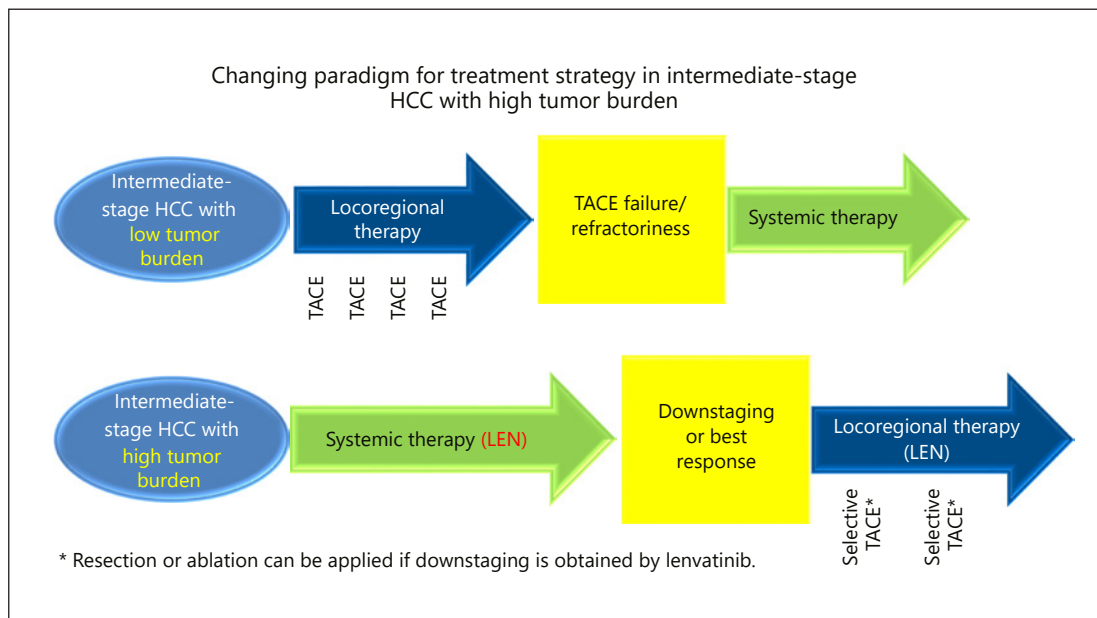 Changing paradigm for treatment strategy in intermediate-stage
HCC with high tumor burden
Intermediate-
stage HCC with
low tumor
burden
Locoregional
therapy
TACE
TACE
TACE
TACE
TACE failure/
refractoriness
Systemic therapy
Intermediate-
stage HCC with
high tumor
burden
Systemic therapy (LEN)
Downstaging
or best
response
Locoregional therapy
(LEN)
Selective
TACE*
Selective
TACE*
* Resection or ablation can be applied if downstaging is obtained by lenvatinib.